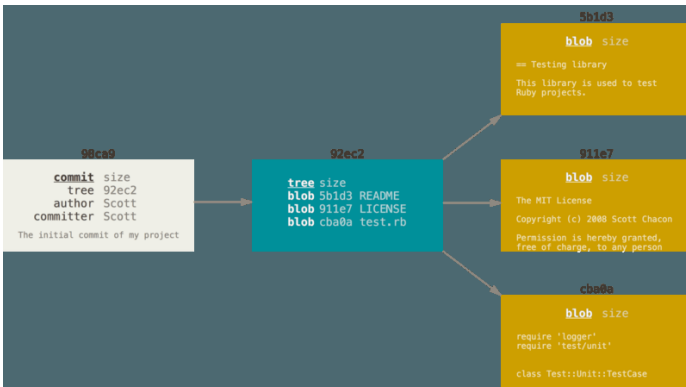 98ca9
commit size
tree 92ec2
author Scott
committer Scott
The initial commit of my project
92ec2
tree size
blob 5b1d3 README
blob 911e7 LICENSE
blob cba0a test.rb
5b1d3
blob size
== Testing library
This library is used to test
Ruby projects.
911e7
blob size
The MIT License
Copyright (c) 2008 Scott Chacon
Permission is hereby granted,
free of charge, to any person
cba0a
blob size
require 'logger'
require 'test/unit'
class Test::Unit::TestCase